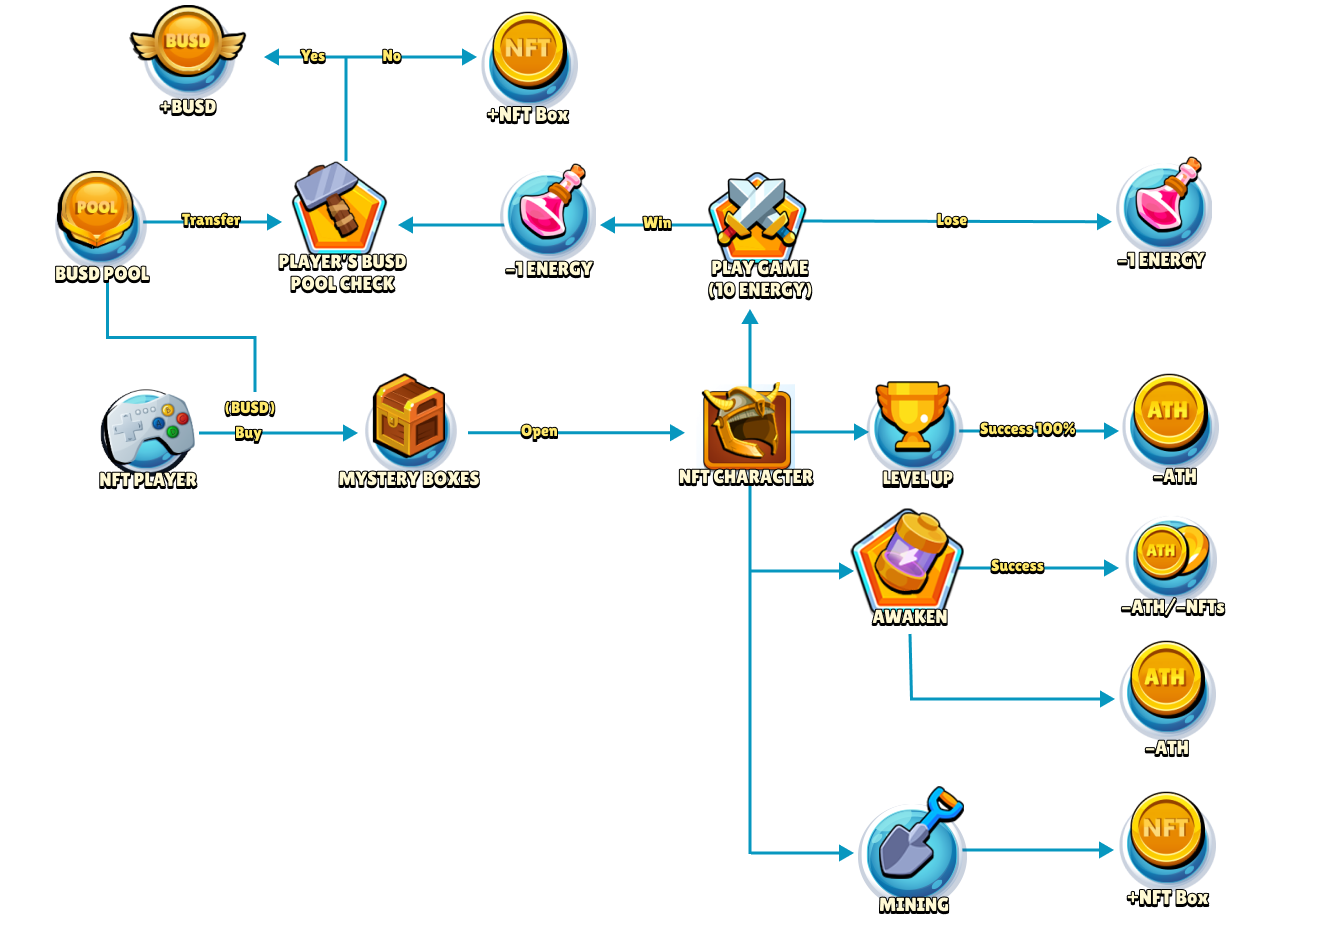 BUSD
+BUSD
Yes
No
NFT
+NFT Box
POOL
BUSD POOL
Transfer
PLAYER'S BUSD
POOL CHECK
-1 ENERGY
Win
PLAY GAME
(10 ENERGY)
Lose
-1 ENERGY
NFT PLAYER
(BUSD)
Buy
MYSTERY BOXES
Open
NFT CHARACTER
LEVEL UP
Success 100%
ATH
-ATH
AWAKEN
Success
ATH
-ATH/-NFTs
ATH
-ATH
MINING
NFT
+NFT Box